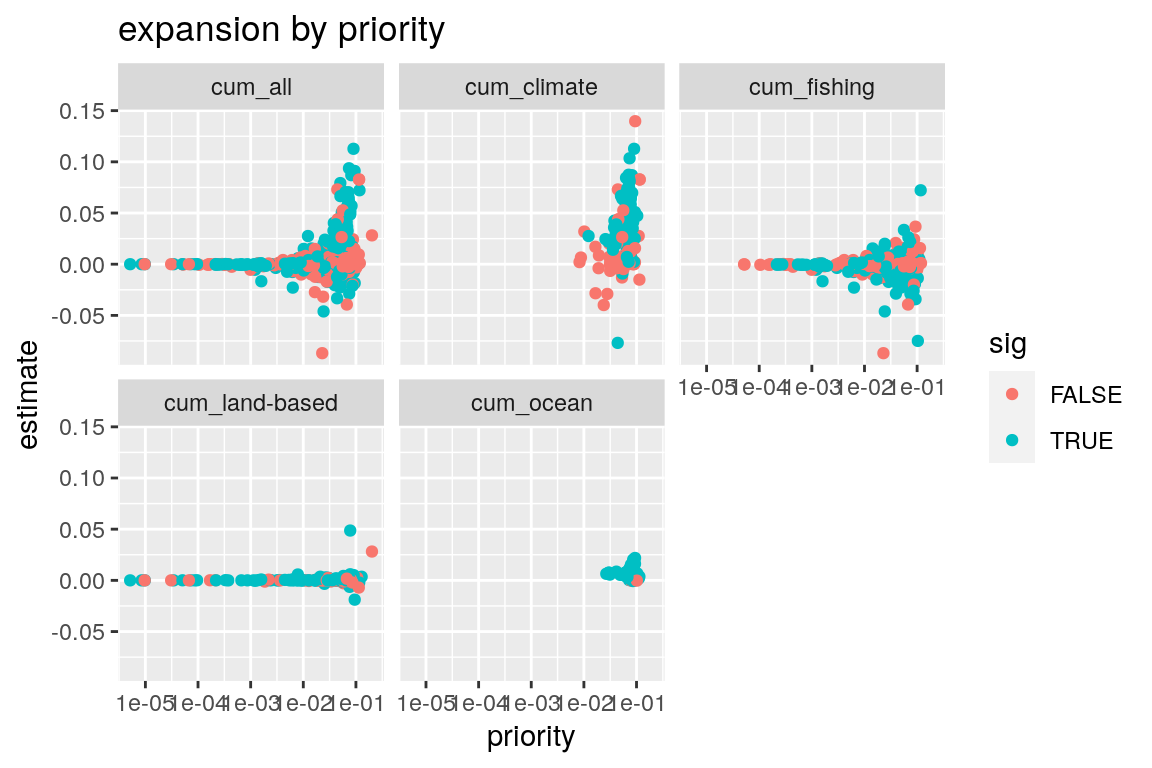 expansion by priority
cum_all
cum_climate
cum_fishing
0.15
0.10
0.05
0.00
-0.05
1e-05 1e-04 1e-03 1e-02 1e-01
estimate
sig
FALSE
TRUE
cum_land-based
cum_ocean
0.15
0.10
0.05
0.00
-0.05
1e-05 1e-04 1e-03 1e-02 1e-01
1e-05 1e-04 1e-03 1e-02 1e-01
priority